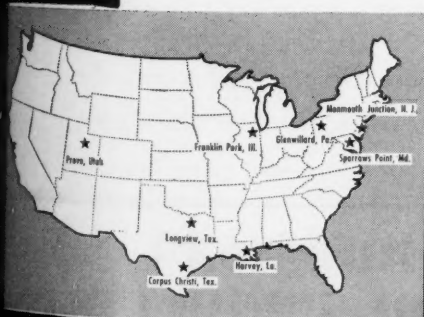 Monmouth Junction, N. J.
Franklin Park, Ill.
Glenwillard, Pa.
Provo, Utah
Sparrows Point, Md.
Longview, Tex.
Harvey, La.
Corpus Christi, Tex.